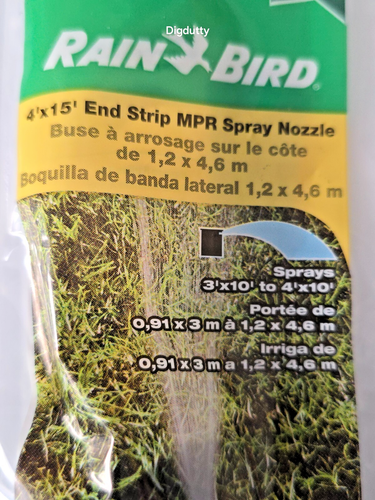 Digdutty
RAIN BIRD®
4'x15' End Strip MPR Spray Nozzle
Buse à arrosage sur le côte
de 1,2 x 4,6 m
Boquilla de banda lateral 1,2 x 4,6 m
Sprays
3'x10' to 4'x10'
Portée de
0,91 x 3 m à 1,2 x 4,6 m
Irriga de
0,91 x 3 m a 1,2 x 4,6 m